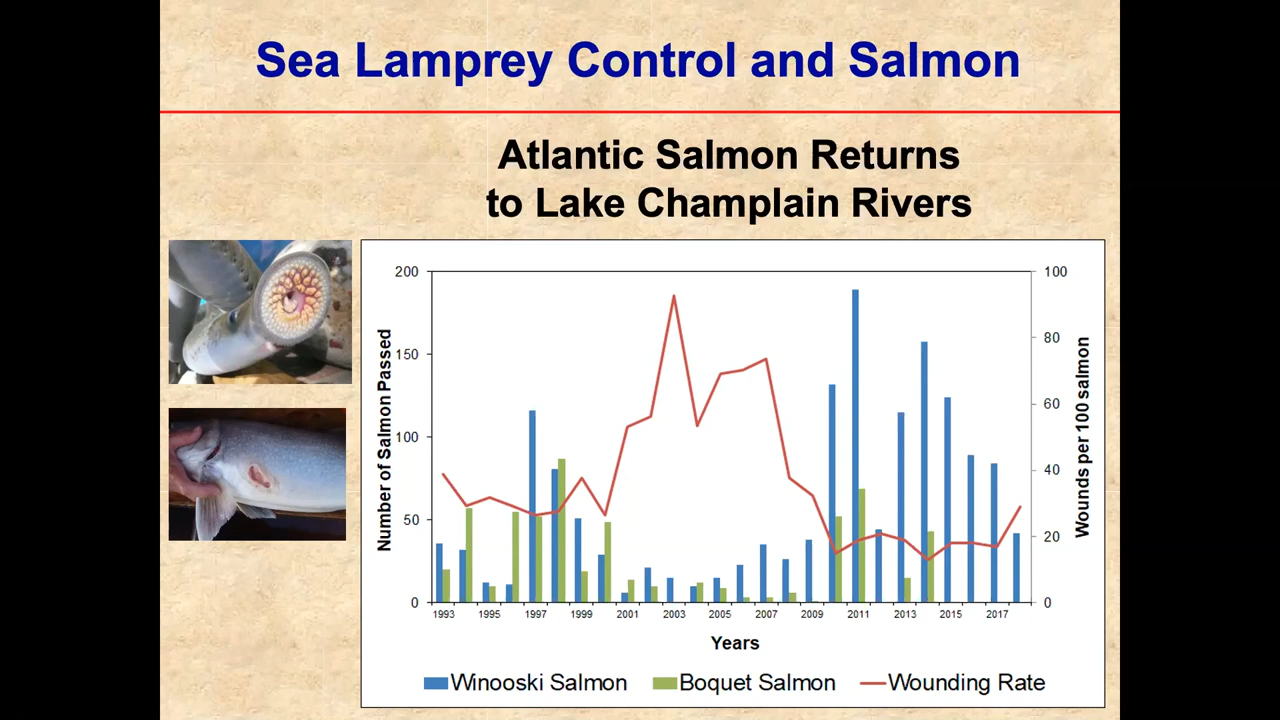 Sea Lamprey Control and Salmon
Atlantic Salmon Returns
to Lake Champlain Rivers
Number of Salmon Passed
200
150
100
50
0
100
80
60
40
20
0
Wounds per 100 salmon
1993 1995 1997 1999 2001 2003 2005 2007 2009 2011 2013 2015 2017
Years
Winooski Salmon Boquet Salmon Wounding Rate